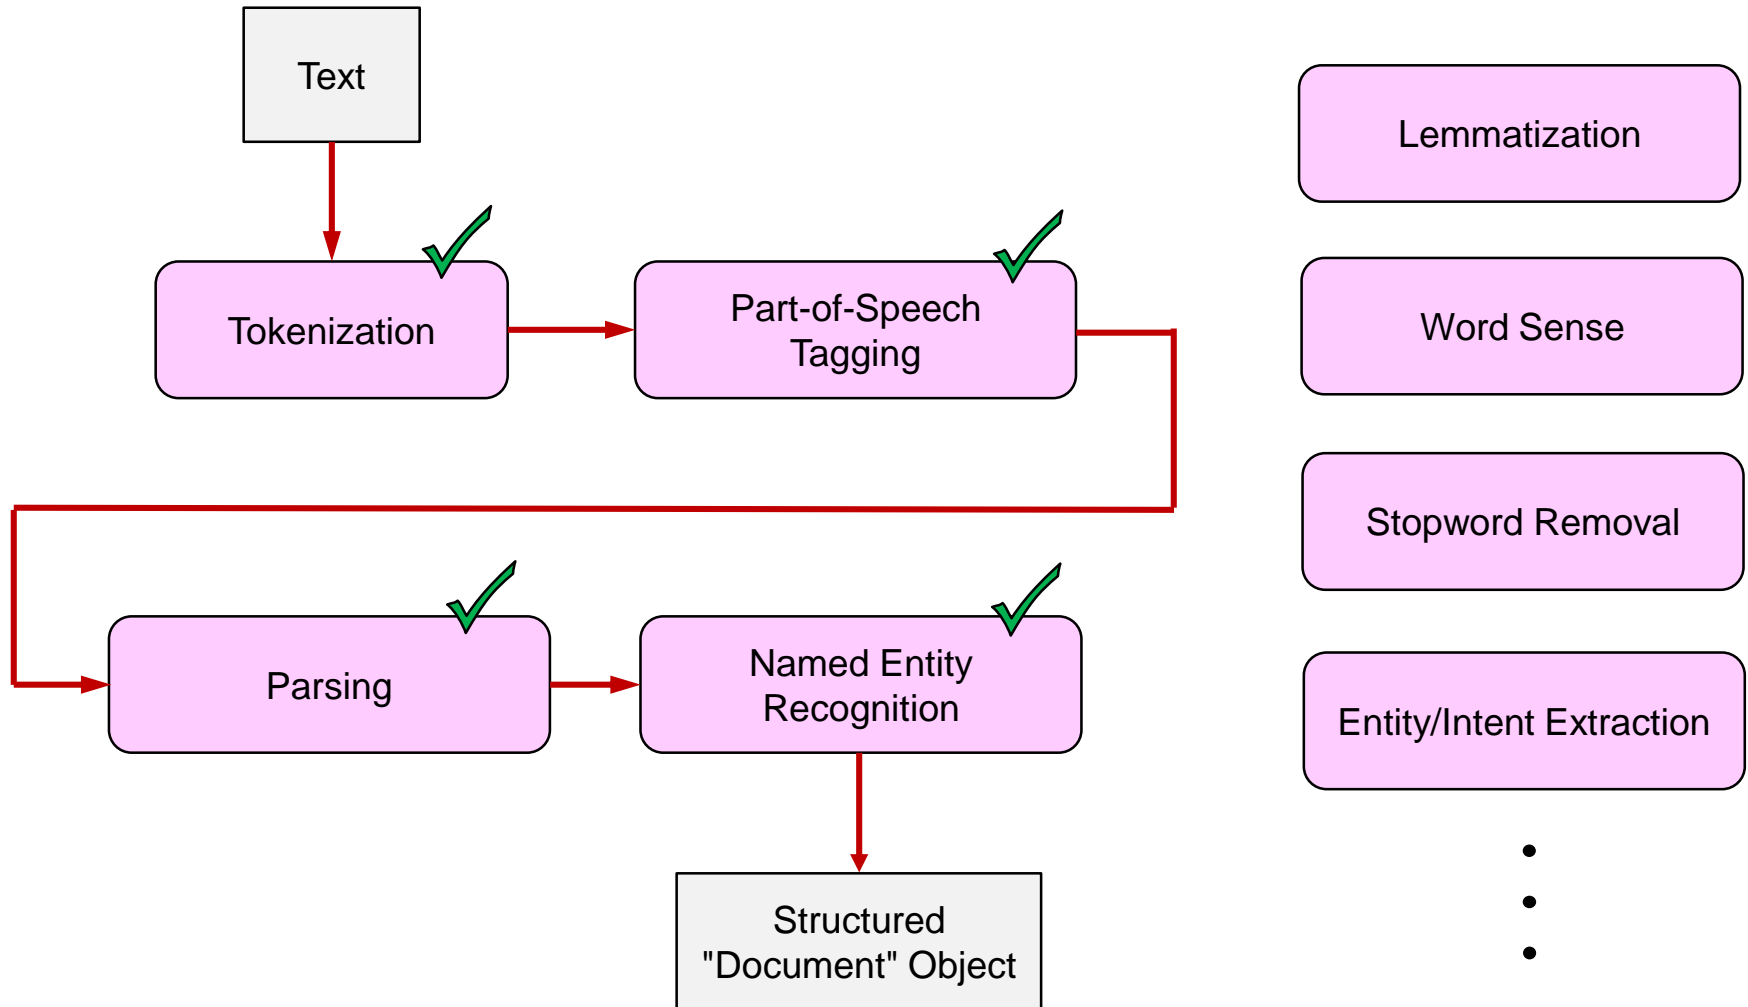 Text
Tokenization
Part-of-Speech
Tagging
Parsing
Named Entity
Recognition
Structured
"Document" Object
Lemmatization
Word Sense
Stopword Removal
Entity/Intent Extraction